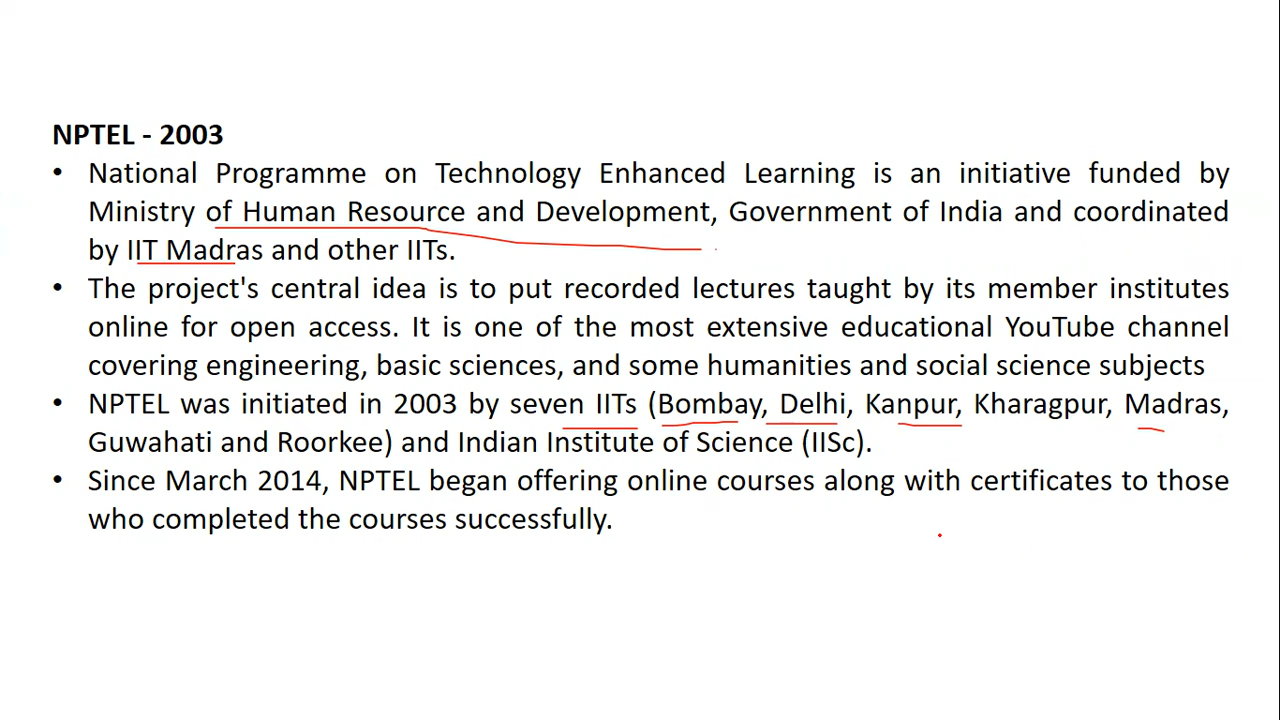 NPTEL - 2003
• National Programme on Technology Enhanced Learning is an initiative funded by
Ministry of Human Resource and Development, Government of India and coordinated
by IIT Madras and other IITs.
• The project's central idea is to put recorded lectures taught by its member institutes
online for open access. It is one of the most extensive educational YouTube channel
covering engineering, basic sciences, and some humanities and social science subjects
• NPTEL was initiated in 2003 by seven IITs (Bombay, Delhi, Kanpur, Kharagpur, Madras,
Guwahati and Roorkee) and Indian Institute of Science (IISc).
• Since March 2014, NPTEL began offering online courses along with certificates to those
who completed the courses successfully.